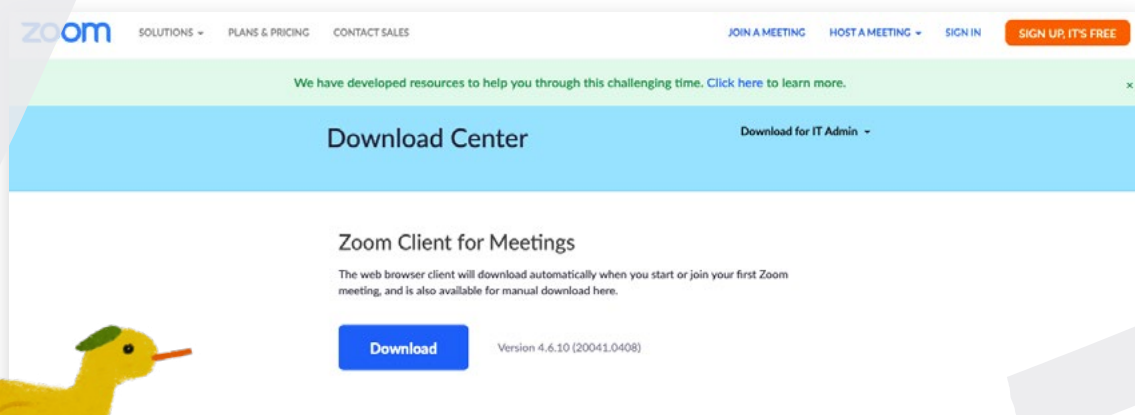 zoom SOLUTIONS PLANS & PRICING CONTACT SALES JOIN A MEETING HOST A MEETING SIGN IN SIGN UP, IT'S FREE
We have developed resources to help you through this challenging time. Click here to learn more. ×
Download Center Download for IT Admin
Zoom Client for Meetings
The web browser client will download automatically when you start or join your first Zoom
meeting, and is also available for manual download here.
Download Version 4.6.10 (20041.0408)